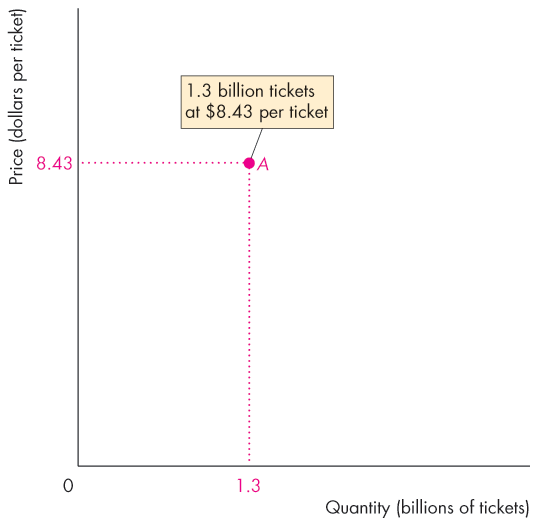 Price (dollars per ticket)
1.3 billion tickets
at $8.43 per ticket
8.43
A
0
1.3
Quantity (billions of tickets)